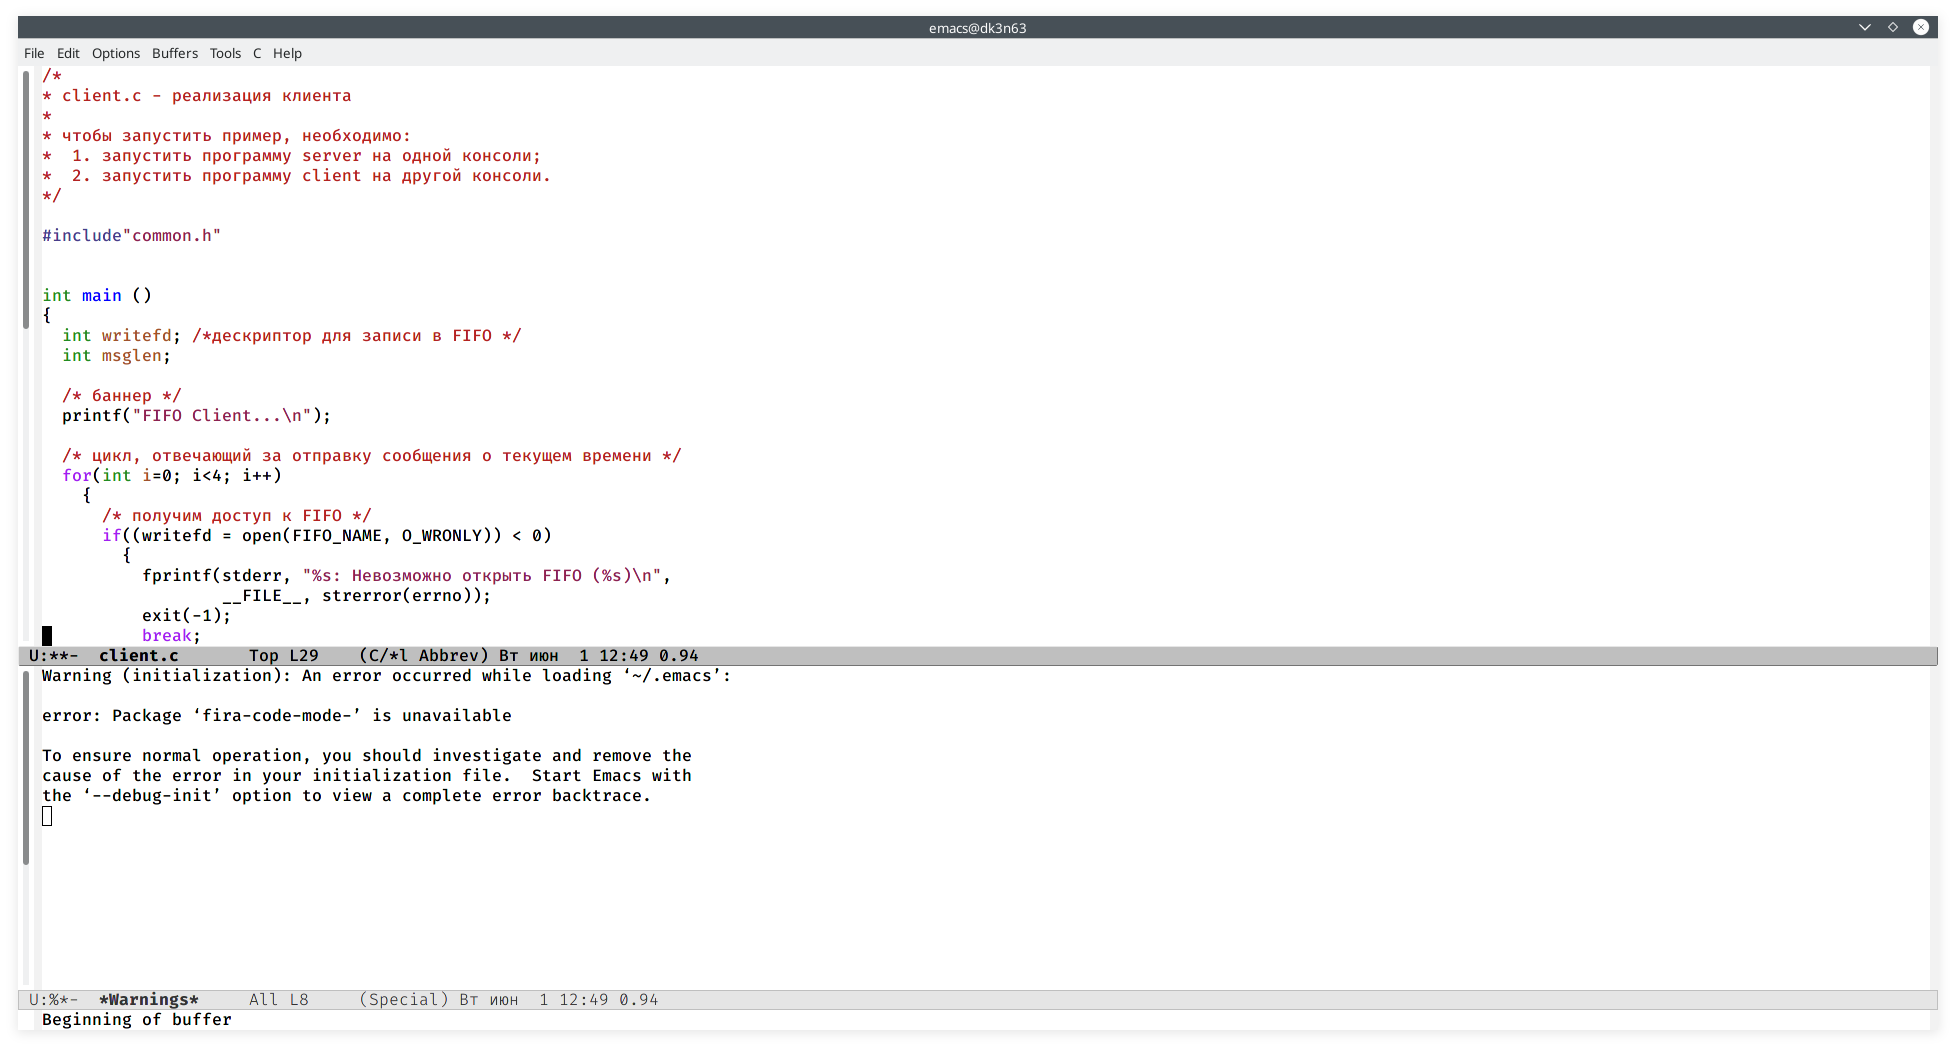 emacs@dk3n63
File Edit Options Buffers Tools C Help
/*
* client.c - реализация клиента
*
* чтобы запустить пример, необходимо:
*  1. запустить программу server на одной консоли;
*  2. запустить программу client на другой консоли.
*/
#include"common.h"
int main ()
{
  int writefd; /*дескриптор для записи в FIFO */
  int msglen;
  /* баннер */
  printf("FIFO Client...\n");
  /* цикл, отвечающий за отправку сообщения о текущем времени */
  for(int i=0; i<4; i++)
    {
      /* получим доступ к FIFO */
      if((writefd = open(FIFO_NAME, O_WRONLY)) < 0)
        {
          fprintf(stderr, "%s: Невозможно открыть FIFO (%s)\n",
                  __FILE__, strerror(errno));
          exit(-1);
          break;
U:**-  client.c       Top L29    (C/*l Abbrev) Вт июн  1 12:49 0.94
Warning (initialization): An error occurred while loading ‘~/.emacs’:
error: Package ‘fira-code-mode-’ is unavailable
To ensure normal operation, you should investigate and remove the
cause of the error in your initialization file.  Start Emacs with
the ‘--debug-init’ option to view a complete error backtrace.
U:%*-  *Warnings*     All L8     (Special) Вт июн  1 12:49 0.94
Beginning of buffer